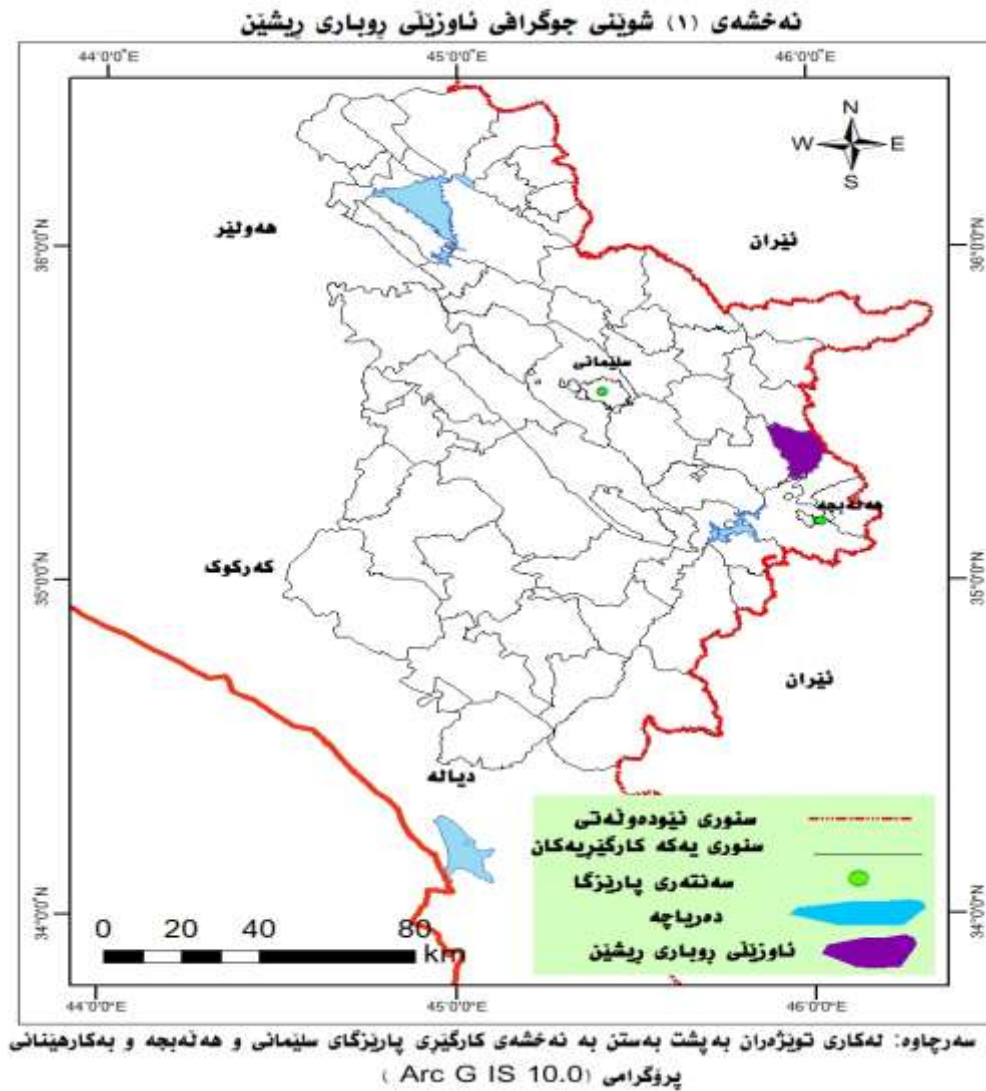 نەخشەی (١) شوێنی جوگرافی ئاوزێڵی ڕوباری ڕیشێن
44°0'0"E 45°0'0"E 46°0'0"E
N
W E
S
36°0'0"N هەولێر ئێران 36°0'0"N
سلێمانی
هەڵەبجە
35°0'0"N کەرکوک 35°0'0"N
ئێران
دیالە
سنوری نێودەوڵەتی
سنوری یەکە کارگێڕیەکان
سەنتەری پارێزگا
دەریاچە
ئاوزێڵی ڕوباری ڕیشێن
34°0'0"N 34°0'0"N
0 20 40 80
km
44°0'0"E 45°0'0"E 46°0'0"E
سەرچاوە: لەکاری توێژەران بەپشت بەستن بە نەخشەی کارگێڕی پارێزگای سلێمانی و هەڵەبجە و بەکارهێنانی
پرۆگرامی (Arc G IS 10.0 )